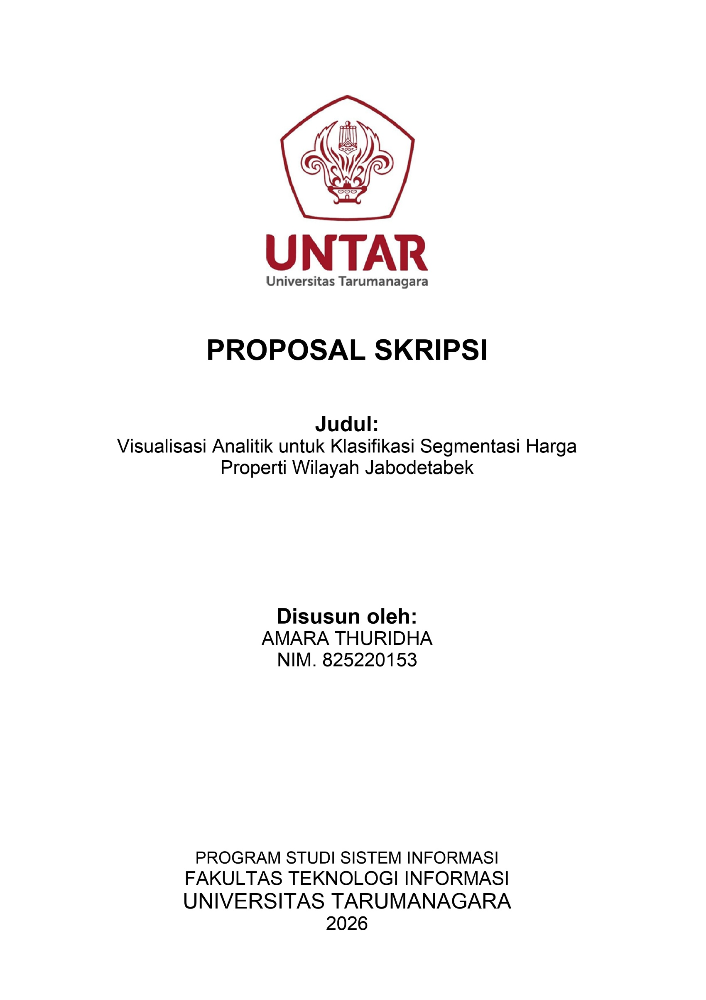 UNTAR
Universitas Tarumanagara
PROPOSAL SKRIPSI
Judul:
Visualisasi Analitik untuk Klasifikasi Segmentasi Harga
Properti Wilayah Jabodetabek
Disusun oleh:
AMARA THURIDHA
NIM. 825220153
PROGRAM STUDI SISTEM INFORMASI
FAKULTAS TEKNOLOGI INFORMASI
UNIVERSITAS TARUMANAGARA
2026